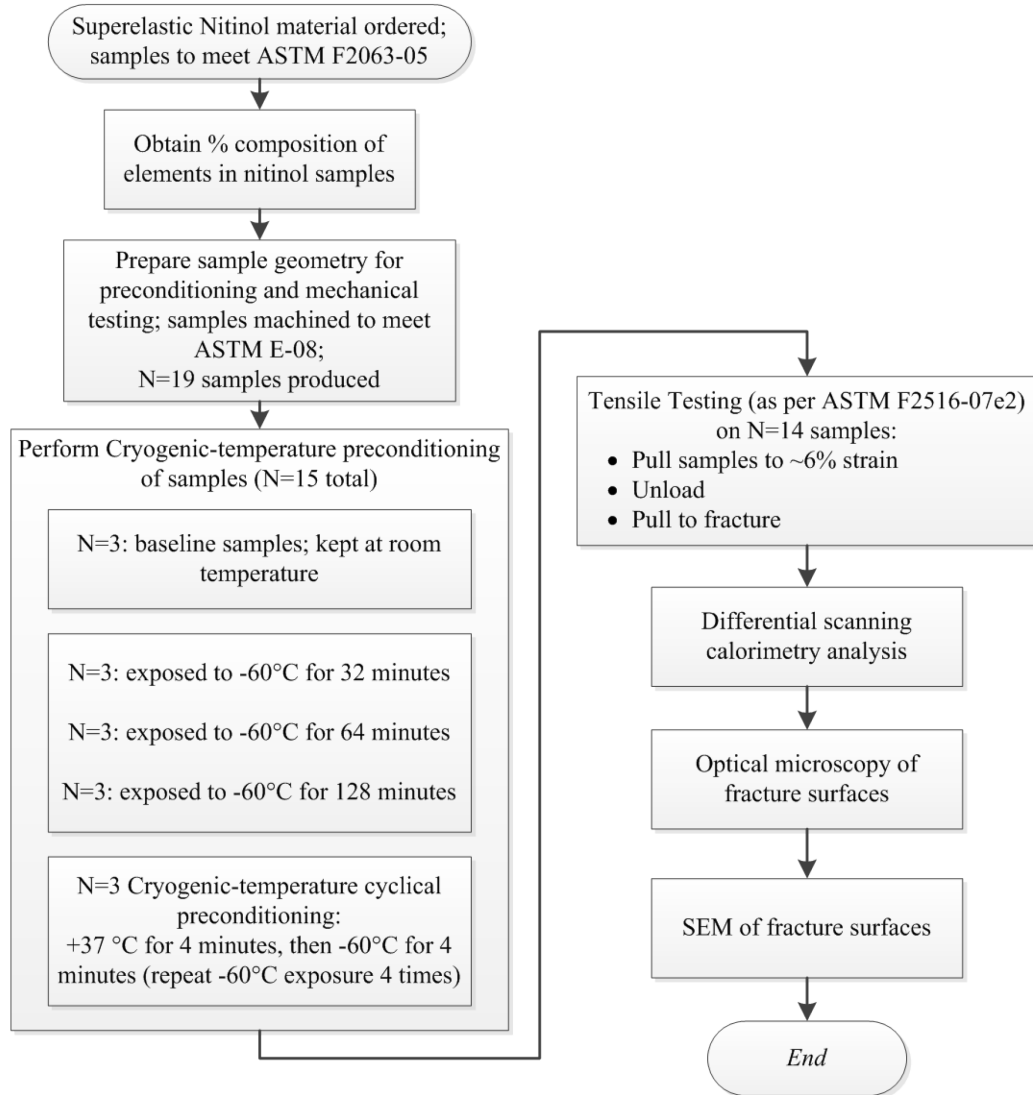 Superelastic Nitinol material ordered;
samples to meet ASTM F2063-05
Obtain % composition of
elements in nitinol samples
Prepare sample geometry for
preconditioning and mechanical
testing; samples machined to meet
ASTM E-08;
N=19 samples produced
Perform Cryogenic-temperature preconditioning
of samples (N=15 total)
N=3: baseline samples; kept at room
temperature
N=3: exposed to -60°C for 32 minutes
N=3: exposed to -60°C for 64 minutes
N=3: exposed to -60°C for 128 minutes
N=3 Cryogenic-temperature cyclical
preconditioning:
+37 °C for 4 minutes, then -60°C for 4
minutes (repeat -60°C exposure 4 times)
Tensile Testing (as per ASTM F2516-07e2)
on N=14 samples:
• Pull samples to ~6% strain
• Unload
• Pull to fracture
Differential scanning
calorimetry analysis
Optical microscopy of
fracture surfaces
SEM of fracture surfaces
End